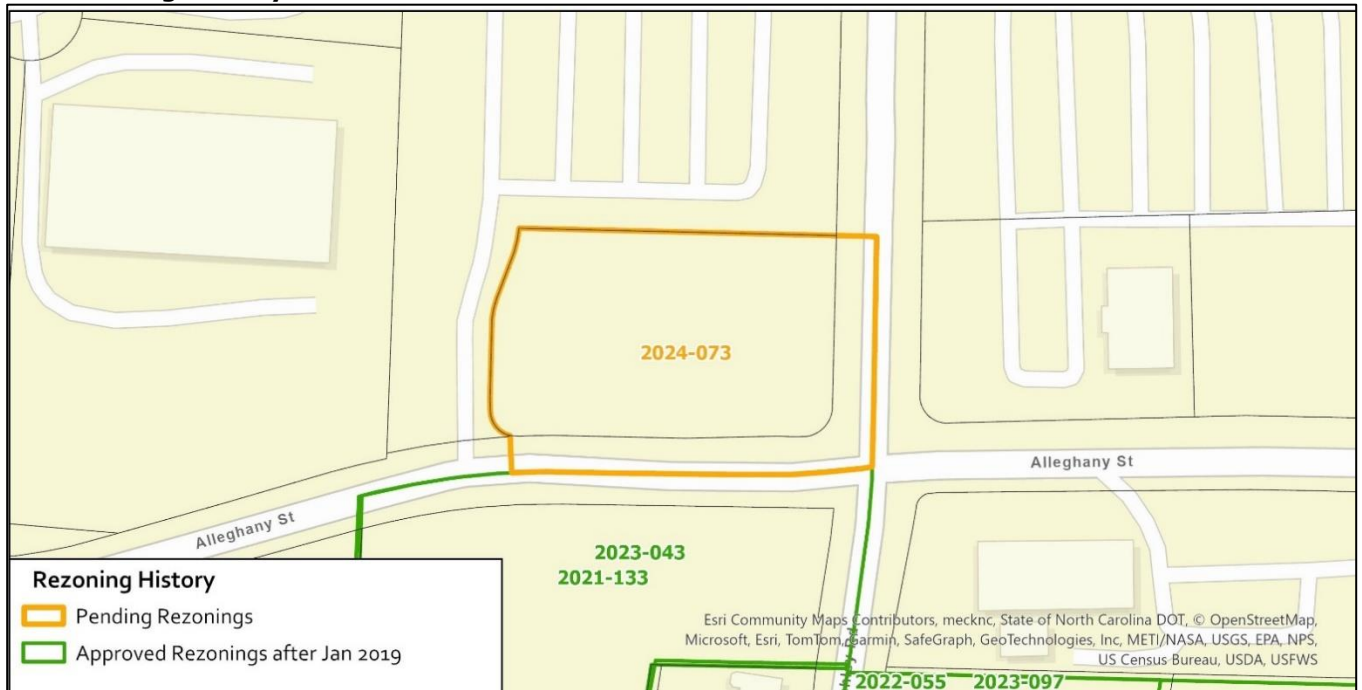 2024-073
Alleghany St
Alleghany St
2023-043
2021-133
Rezoning History
Pending Rezonings
Approved Rezonings after Jan 2019
Esri Community Maps Contributors, mecknc, State of North Carolina DOT, © OpenStreetMap,
Microsoft, Esri, TomTom, Garmin, SafeGraph, GeoTechnologies, Inc, METI/NASA, USGS, EPA, NPS,
US Census Bureau, USDA, USFWS
2022-055 2023-097